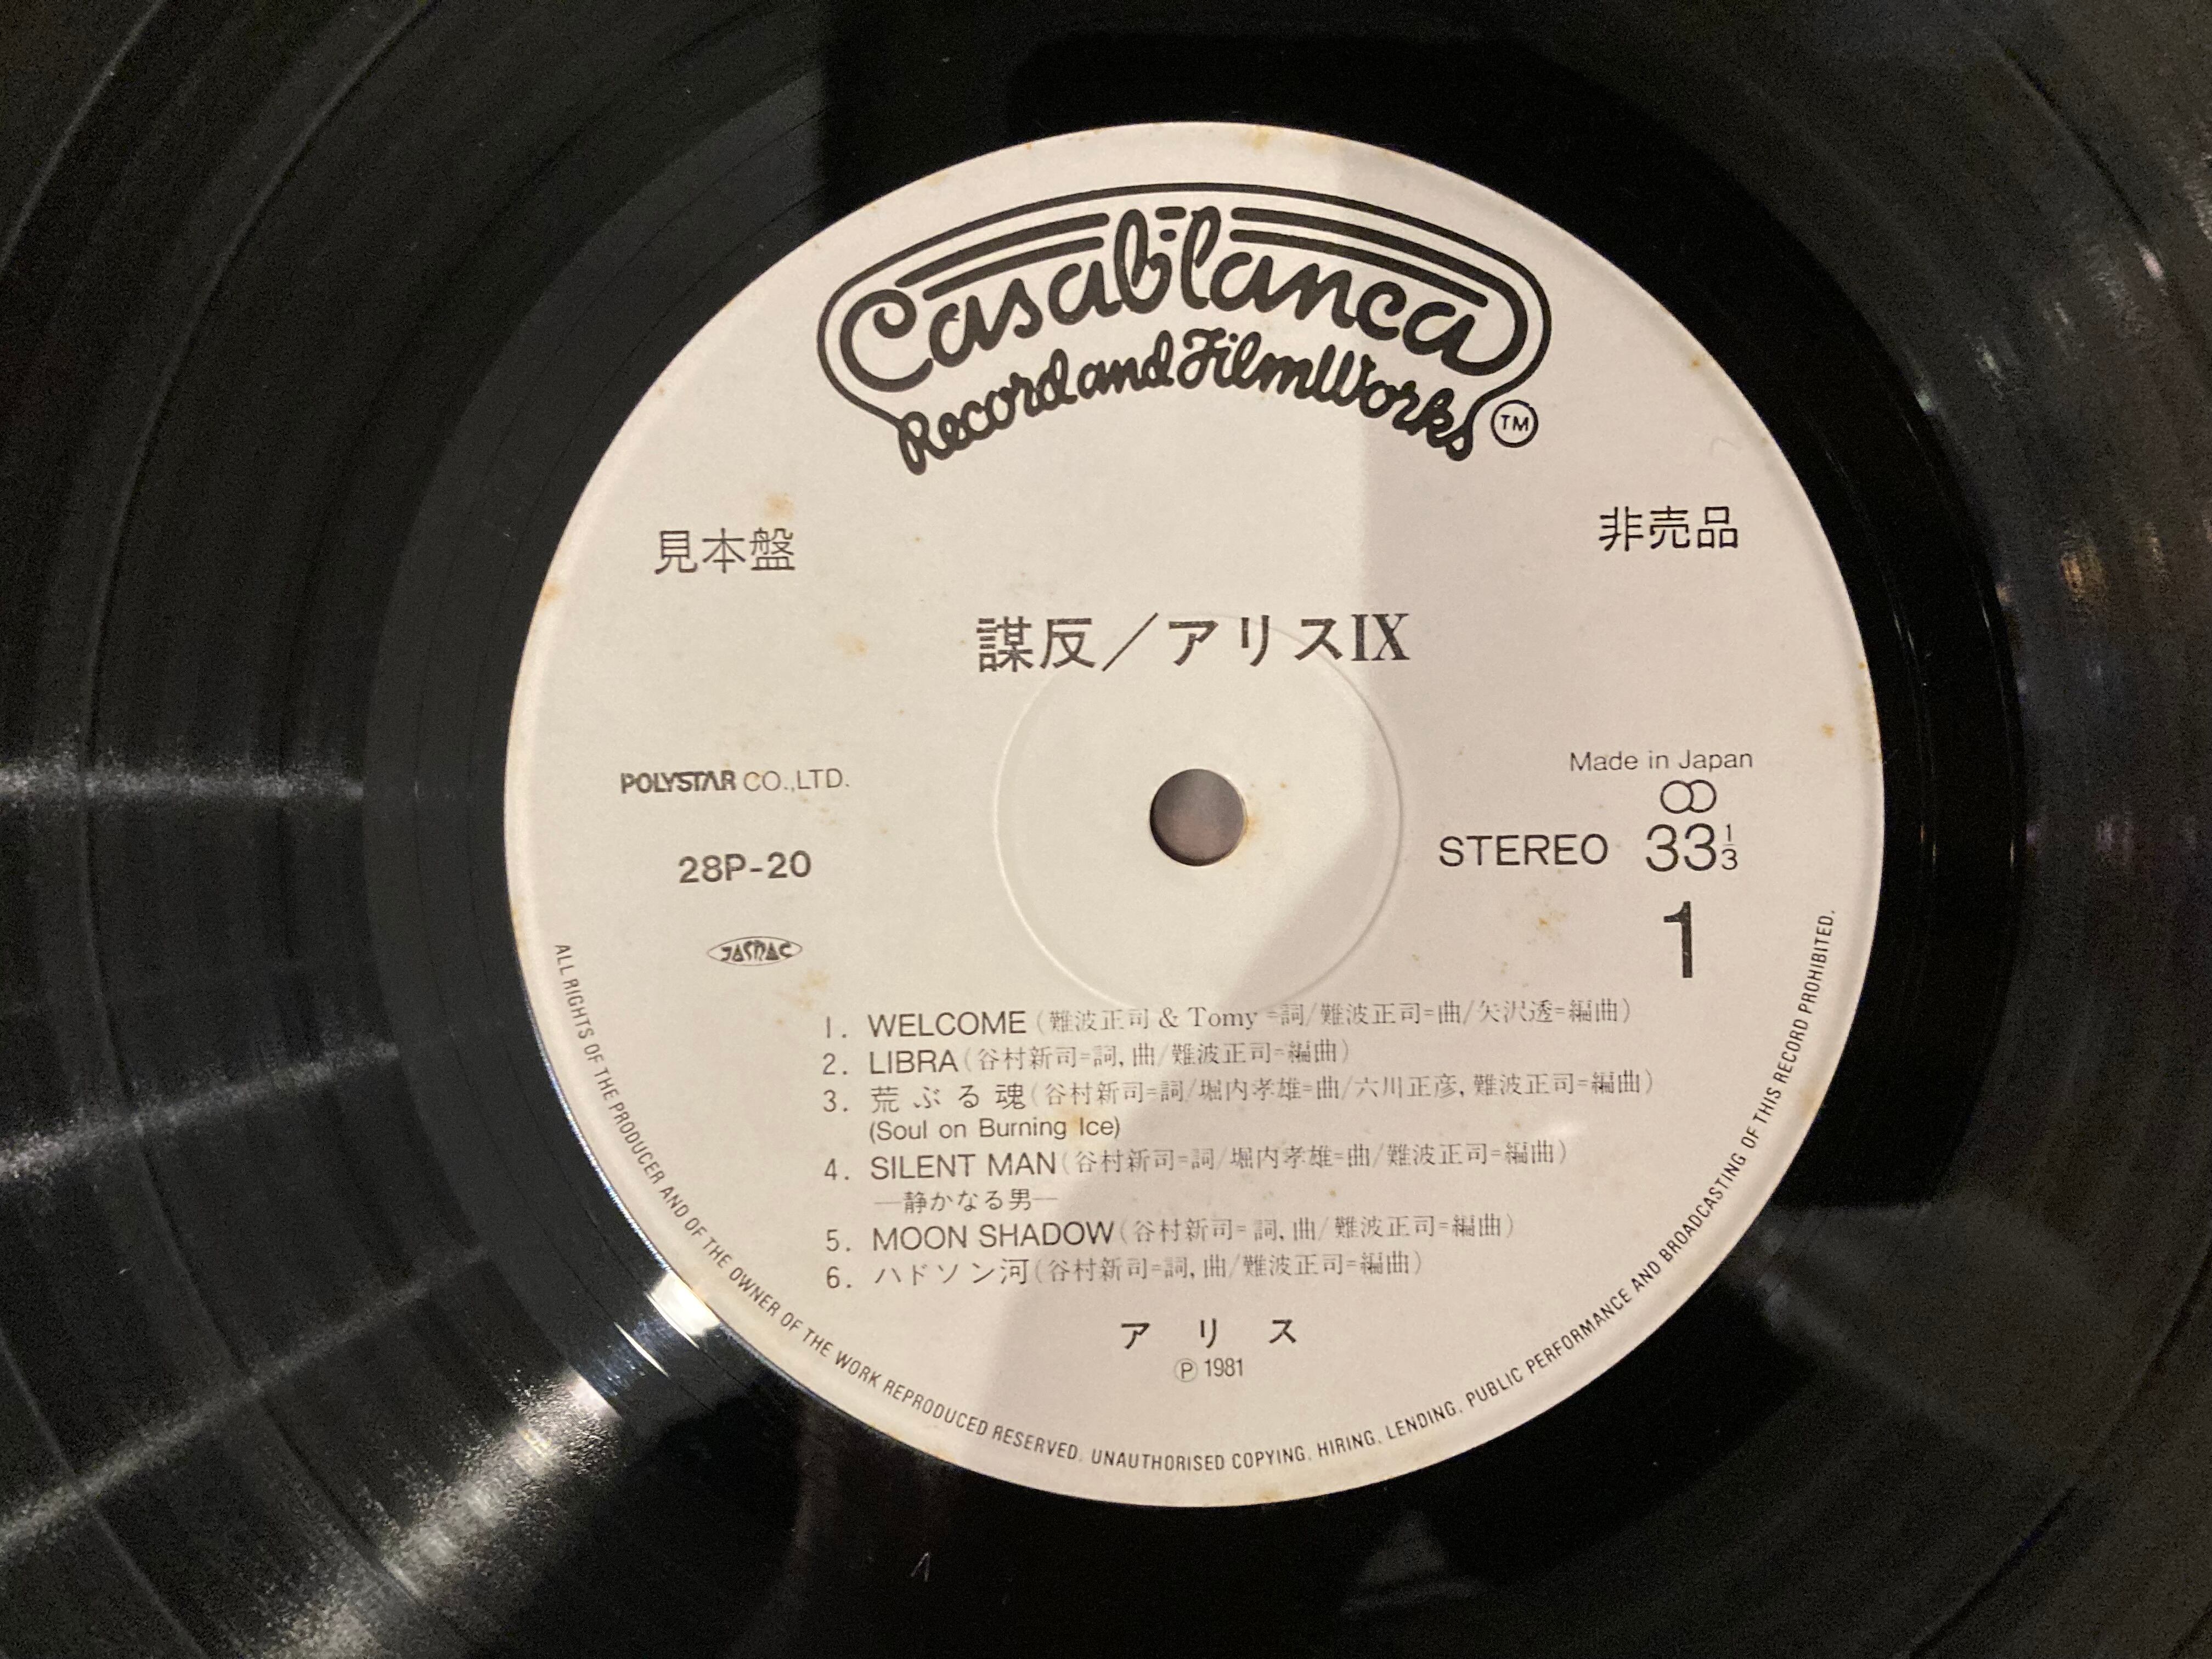 Casablanca
Record and FilmWorks TM
見本盤
非売品
謀反／アリスIX
POLYSTAR CO.,LTD.
28P-20
JASRAC
Made in Japan
STEREO 33 1/3
1
1. WELCOME (難波正司 & Tomy =詞/難波正司=曲/矢沢透=編曲)
2. LIBRA (谷村新司=詞, 曲/難波正司=編曲)
3. 荒ぶる魂 (谷村新司=詞/堀内孝雄=曲/六川正彦, 難波正司=編曲)
(Soul on Burning Ice)
4. SILENT MAN (谷村新司=詞/堀内孝雄=曲/難波正司=編曲)
—静かなる男—
5. MOON SHADOW (谷村新司=詞, 曲/難波正司=編曲)
6. ハドソン河 (谷村新司=詞, 曲/難波正司=編曲)
アリス
Ⓟ 1981
ALL RIGHTS OF THE PRODUCER AND OF THE OWNER OF THE WORK REPRODUCED RESERVED. UNAUTHORISED COPYING, HIRING, LENDING, PUBLIC PERFORMANCE AND BROADCASTING OF THIS RECORD PROHIBITED.